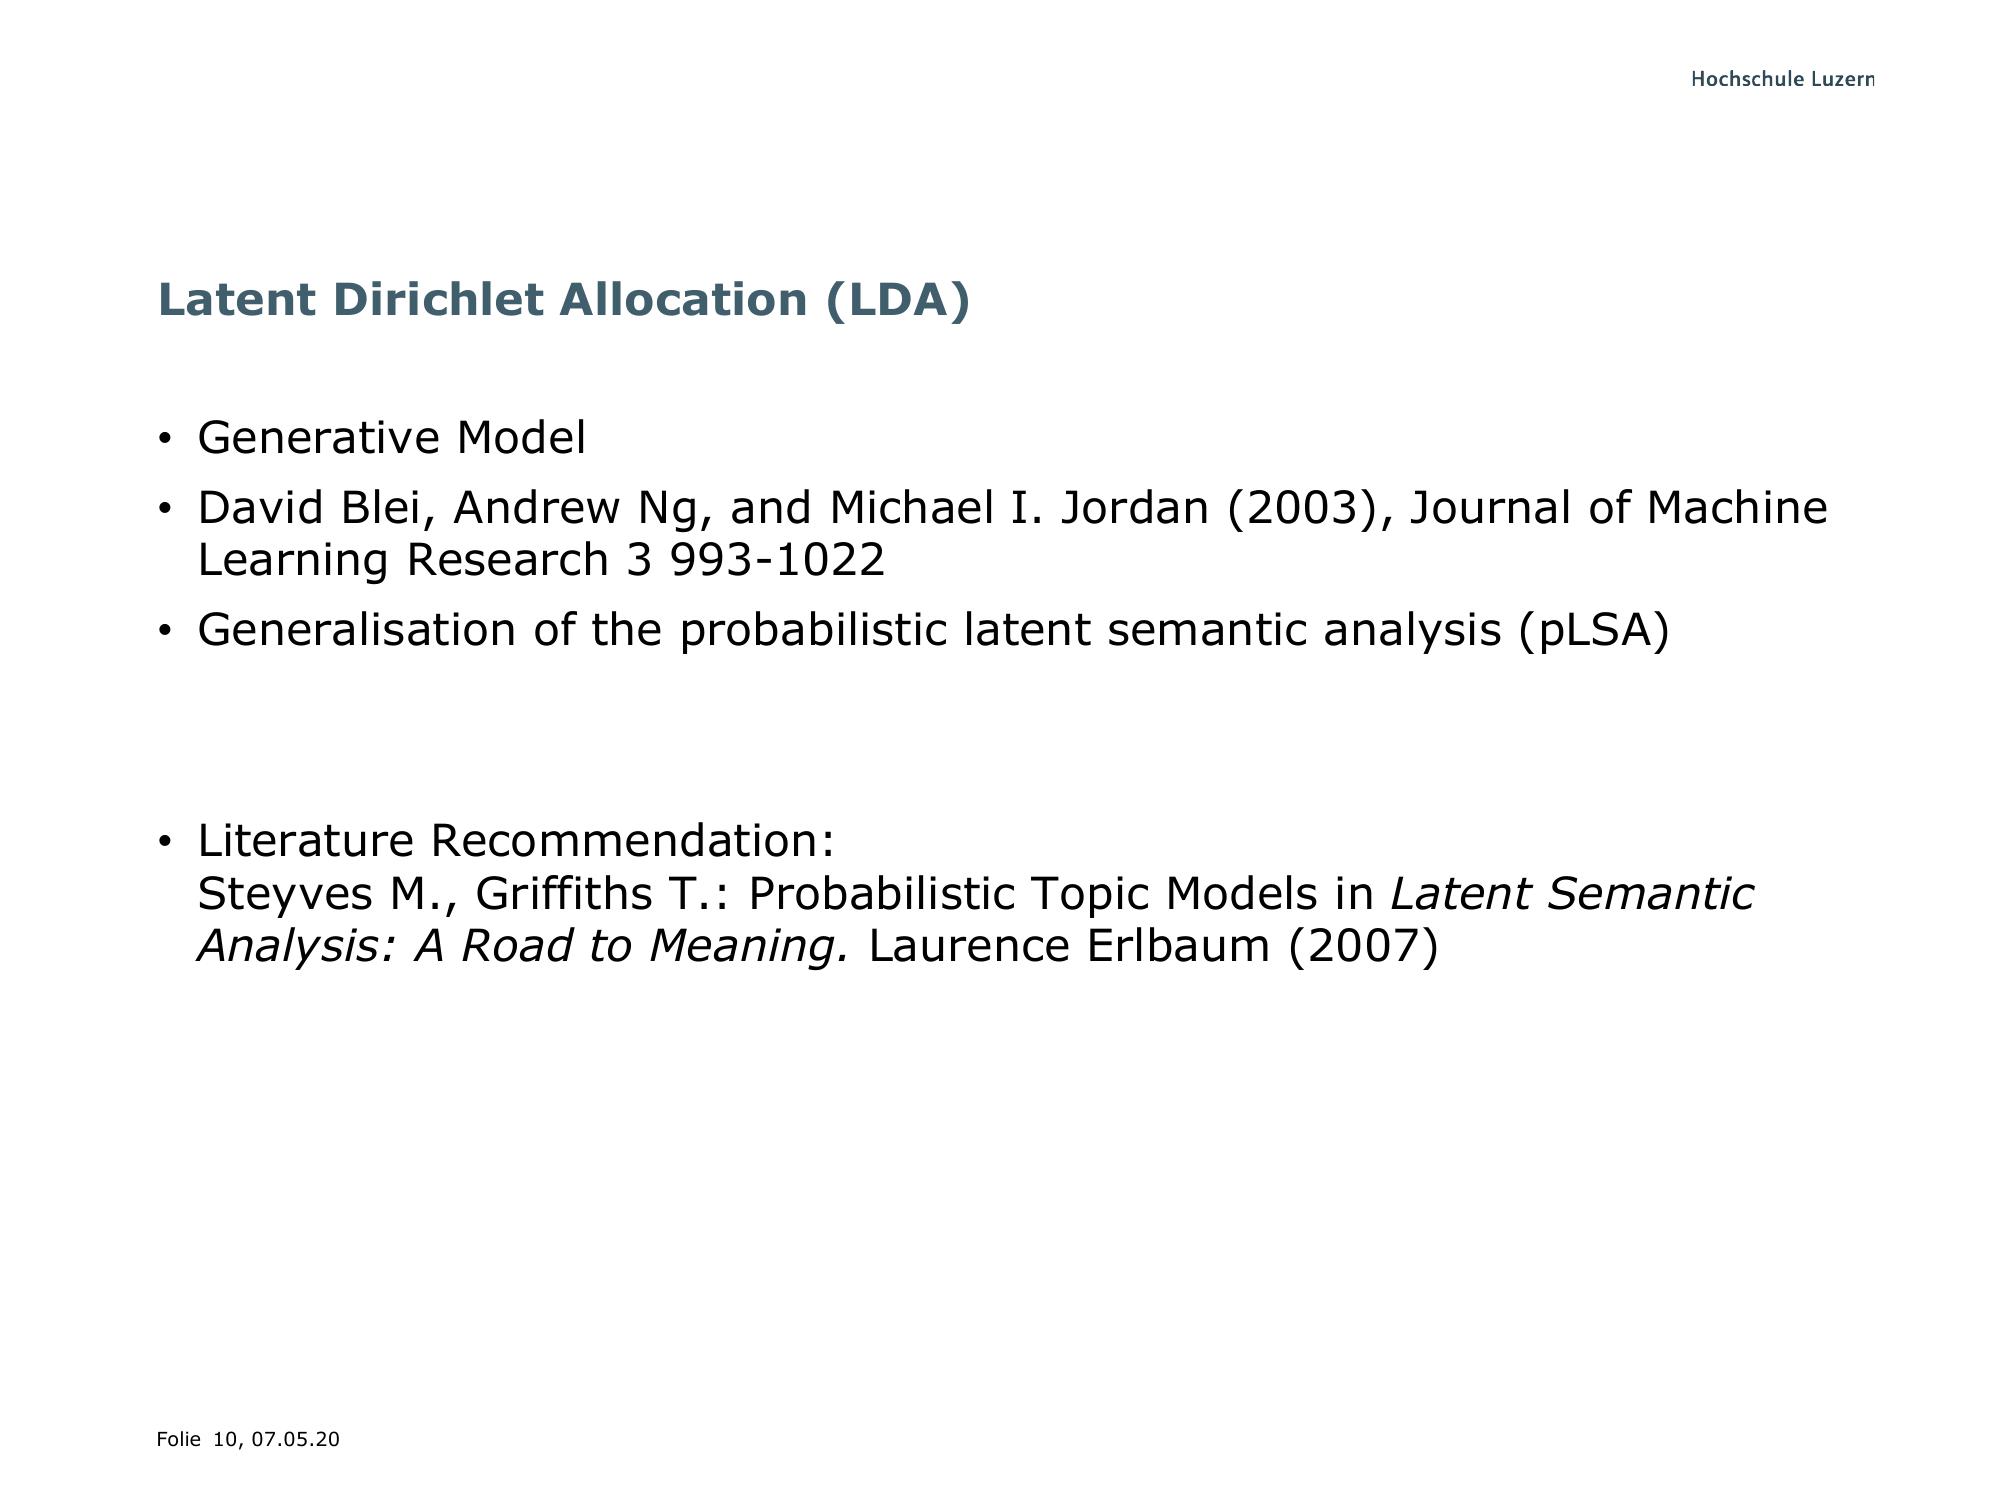 Hochschule Luzern
Latent Dirichlet Allocation (LDA)
• Generative Model
• David Blei, Andrew Ng, and Michael I. Jordan (2003), Journal of Machine
Learning Research 3 993-1022
• Generalisation of the probabilistic latent semantic analysis (pLSA)
• Literature Recommendation:
Steyves M., Griffiths T.: Probabilistic Topic Models in Latent Semantic
Analysis: A Road to Meaning. Laurence Erlbaum (2007)
Folie 10, 07.05.20